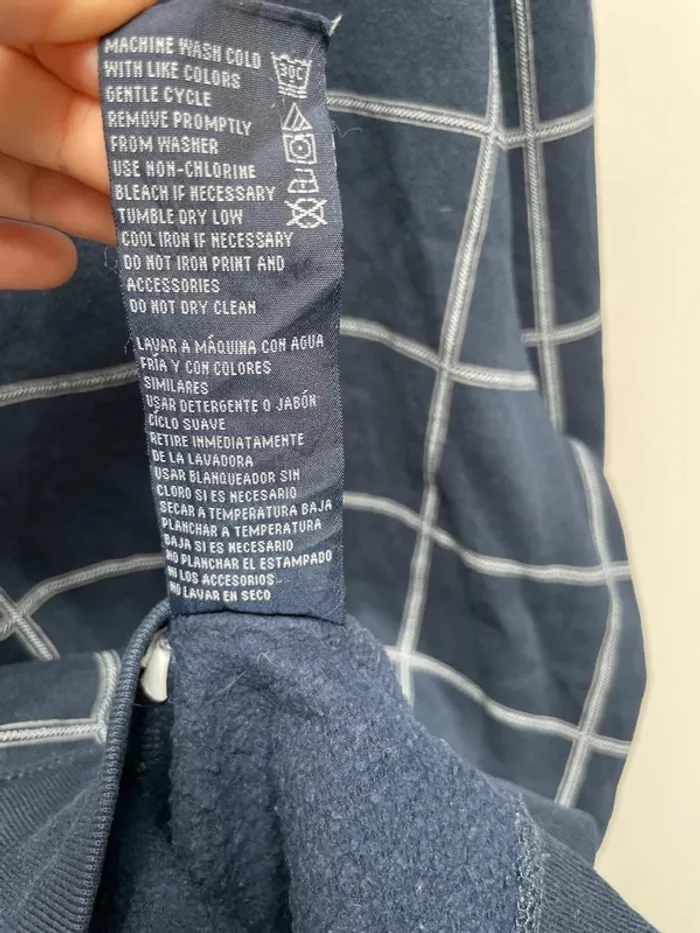 MACHINE WASH COLD
WITH LIKE COLORS
GENTLE CYCLE
REMOVE PROMPTLY
FROM WASHER
USE NON-CHLORINE
BLEACH IF NECESSARY
TUMBLE DRY LOW
COOL IRON IF NECESSARY
DO NOT IRON PRINT AND
ACCESSORIES
DO NOT DRY CLEAN
30C
LAVAR A MÁQUINA CON AGUA
FRÍA Y CON COLORES
SIMILARES
USAR DETERGENTE O JABÓN
CICLO SUAVE
RETIRE INMEDIATAMENTE
DE LA LAVADORA
USAR BLANQUEADOR SIN
CLORO SI ES NECESARIO
SECAR A TEMPERATURA BAJA
PLANCHAR A TEMPERATURA
BAJA SI ES NECESARIO
NO PLANCHAR EL ESTAMPADO
NI LOS ACCESORIOS
NO LAVAR EN SECO